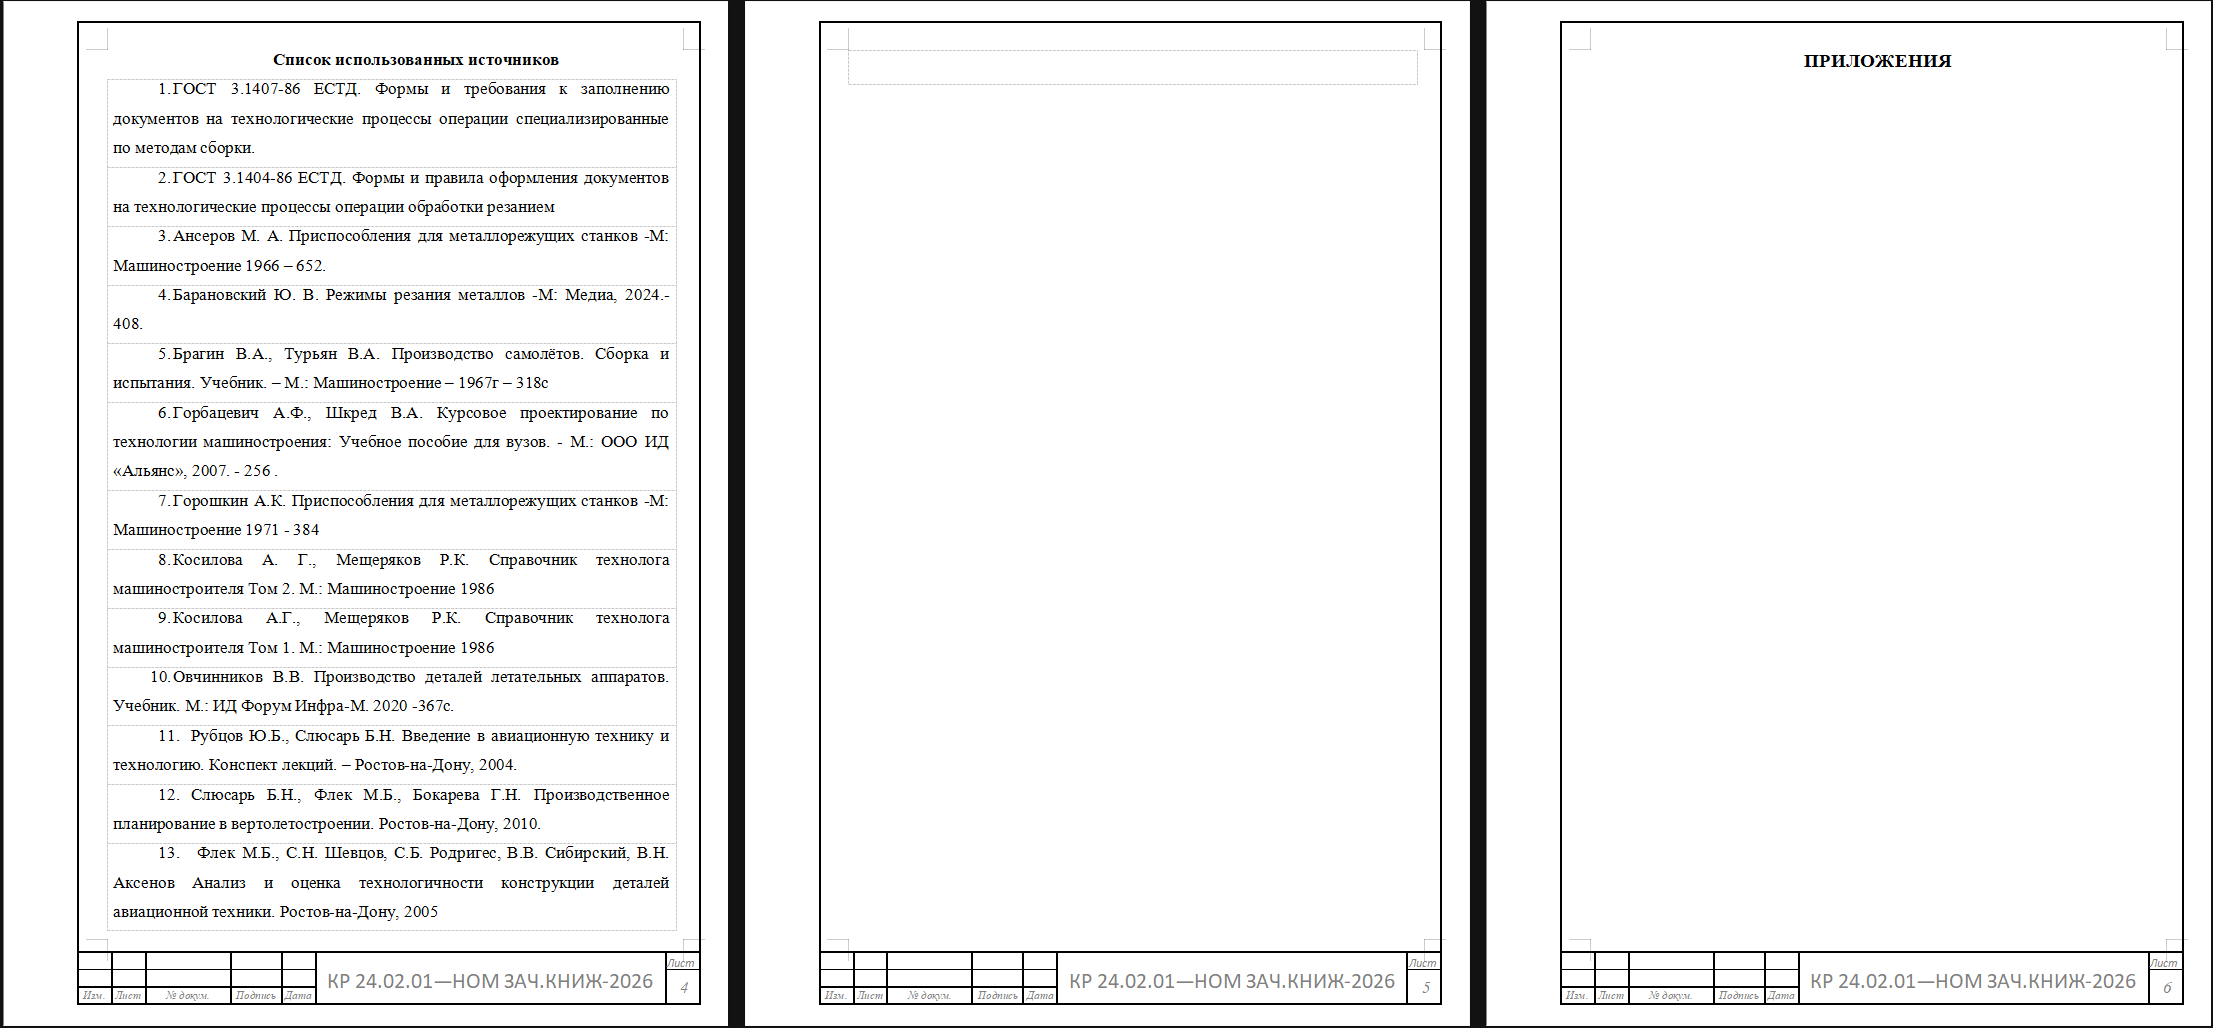 Список использованных источников
1.ГОСТ 3.1407-86 ЕСТД. Формы и требования к заполнению
документов на технологические процессы операции специализированные
по методам сборки.
2.ГОСТ 3.1404-86 ЕСТД. Формы и правила оформления документов
на технологические процессы операции обработки резанием
3.Ансеров М. А. Приспособления для металлорежущих станков -М:
Машиностроение 1966 – 652.
4.Барановский Ю. В. Режимы резания металлов -М: Медиа, 2024.-
408.
5.Брагин В.А., Турьян В.А. Производство самолётов. Сборка и
испытания. Учебник. – М.: Машиностроение – 1967г – 318с
6.Горбацевич А.Ф., Шкред В.А. Курсовое проектирование по
технологии машиностроения: Учебное пособие для вузов. - М.: ООО ИД
«Альянс», 2007. - 256 .
7.Горошкин А.К. Приспособления для металлорежущих станков -М:
Машиностроение 1971 - 384
8.Косилова А. Г., Мещеряков Р.К. Справочник технолога
машиностроителя Том 2. М.: Машиностроение 1986
9.Косилова А.Г., Мещеряков Р.К. Справочник технолога
машиностроителя Том 1. М.: Машиностроение 1986
10.Овчинников В.В. Производство деталей летательных аппаратов.
Учебник. М.: ИД Форум Инфра-М. 2020 -367с.
11. Рубцов Ю.Б., Слюсарь Б.Н. Введение в авиационную технику и
технологию. Конспект лекций. – Ростов-на-Дону, 2004.
12. Слюсарь Б.Н., Флек М.Б., Бокарева Г.Н. Производственное
планирование в вертолетостроении. Ростов-на-Дону, 2010.
13. Флек М.Б., С.Н. Шевцов, С.Б. Родригес, В.В. Сибирский, В.Н.
Аксенов Анализ и оценка технологичности конструкции деталей
авиационной техники. Ростов-на-Дону, 2005
КР 24.02.01—НОМ ЗАЧ.КНИЖ-2026
Лист
4
Изм. Лист № докум. Подпись Дата
КР 24.02.01—НОМ ЗАЧ.КНИЖ-2026
Лист
5
Изм. Лист № докум. Подпись Дата
ПРИЛОЖЕНИЯ
КР 24.02.01—НОМ ЗАЧ.КНИЖ-2026
Лист
6
Изм. Лист № докум. Подпись Дата